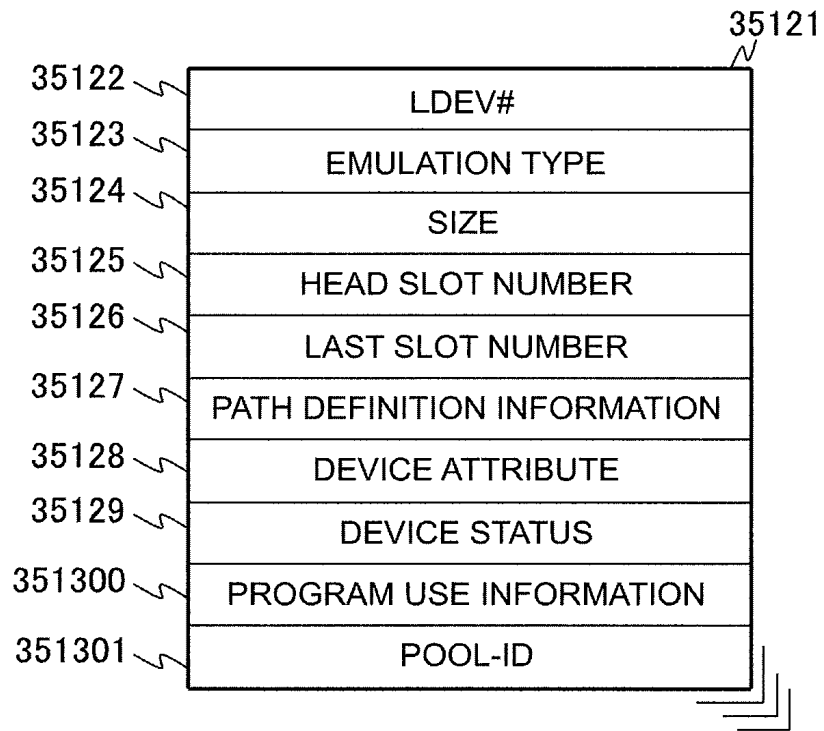 35121
35122 LDEV#
35123 EMULATION TYPE
35124 SIZE
35125 HEAD SLOT NUMBER
35126 LAST SLOT NUMBER
35127 PATH DEFINITION INFORMATION
35128 DEVICE ATTRIBUTE
35129 DEVICE STATUS
351300 PROGRAM USE INFORMATION
351301 POOL-ID